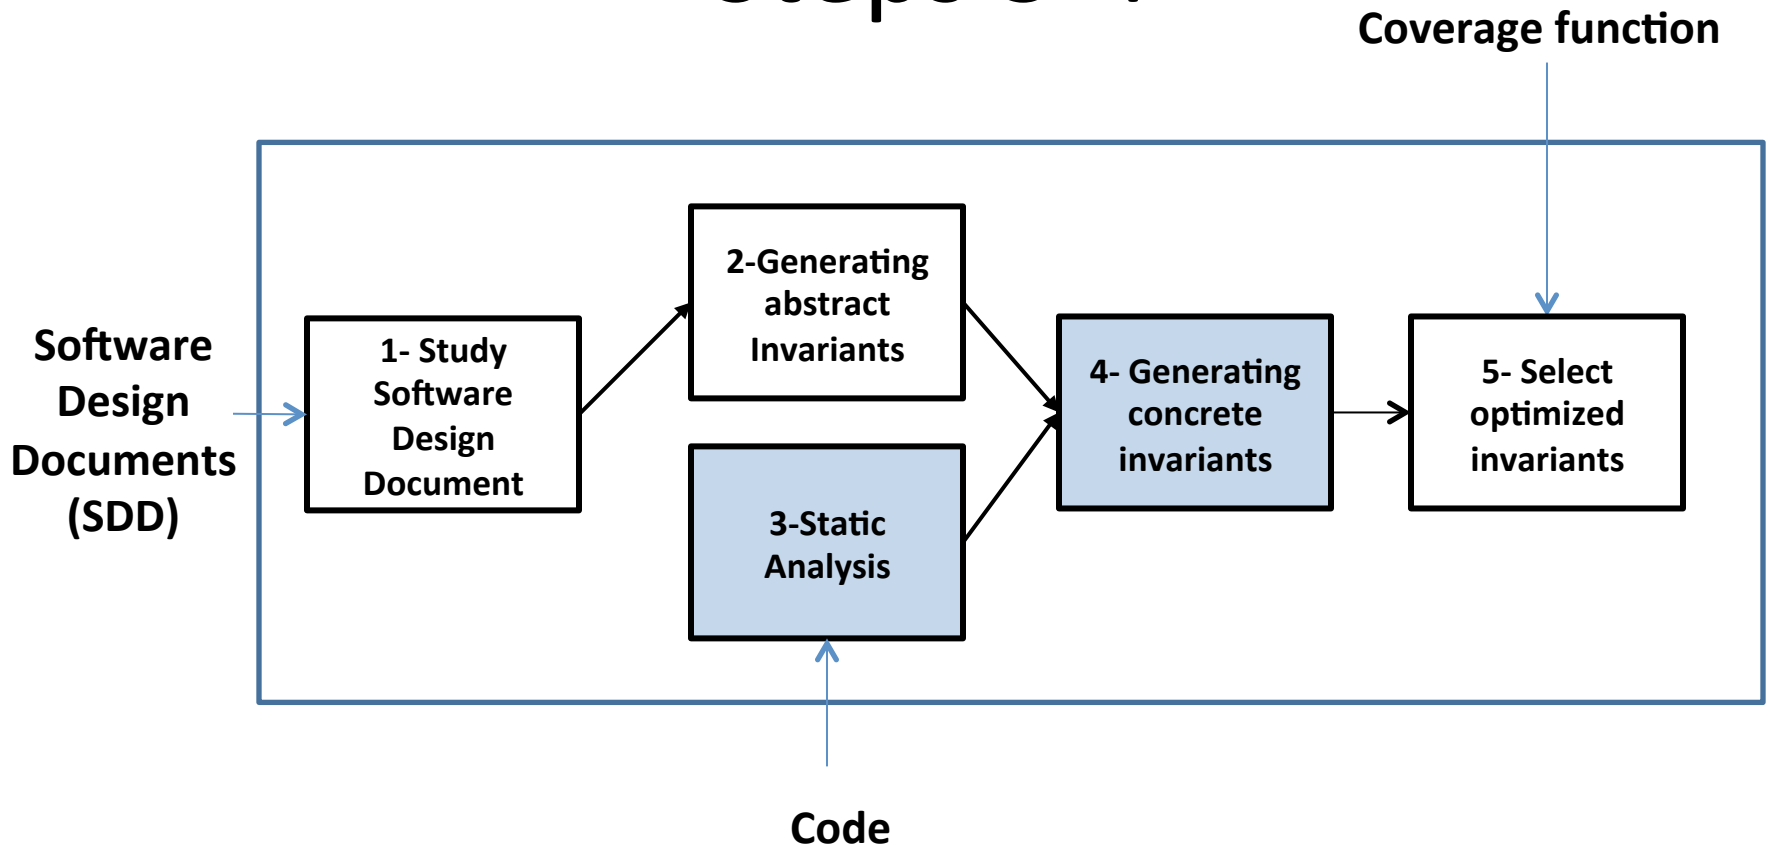 Coverage function
Software
Design
Documents
(SDD)
1- Study
Software
Design
Document
2-Generating
abstract
Invariants
3-Static
Analysis
4- Generating
concrete
invariants
5- Select
optimized
invariants
Code